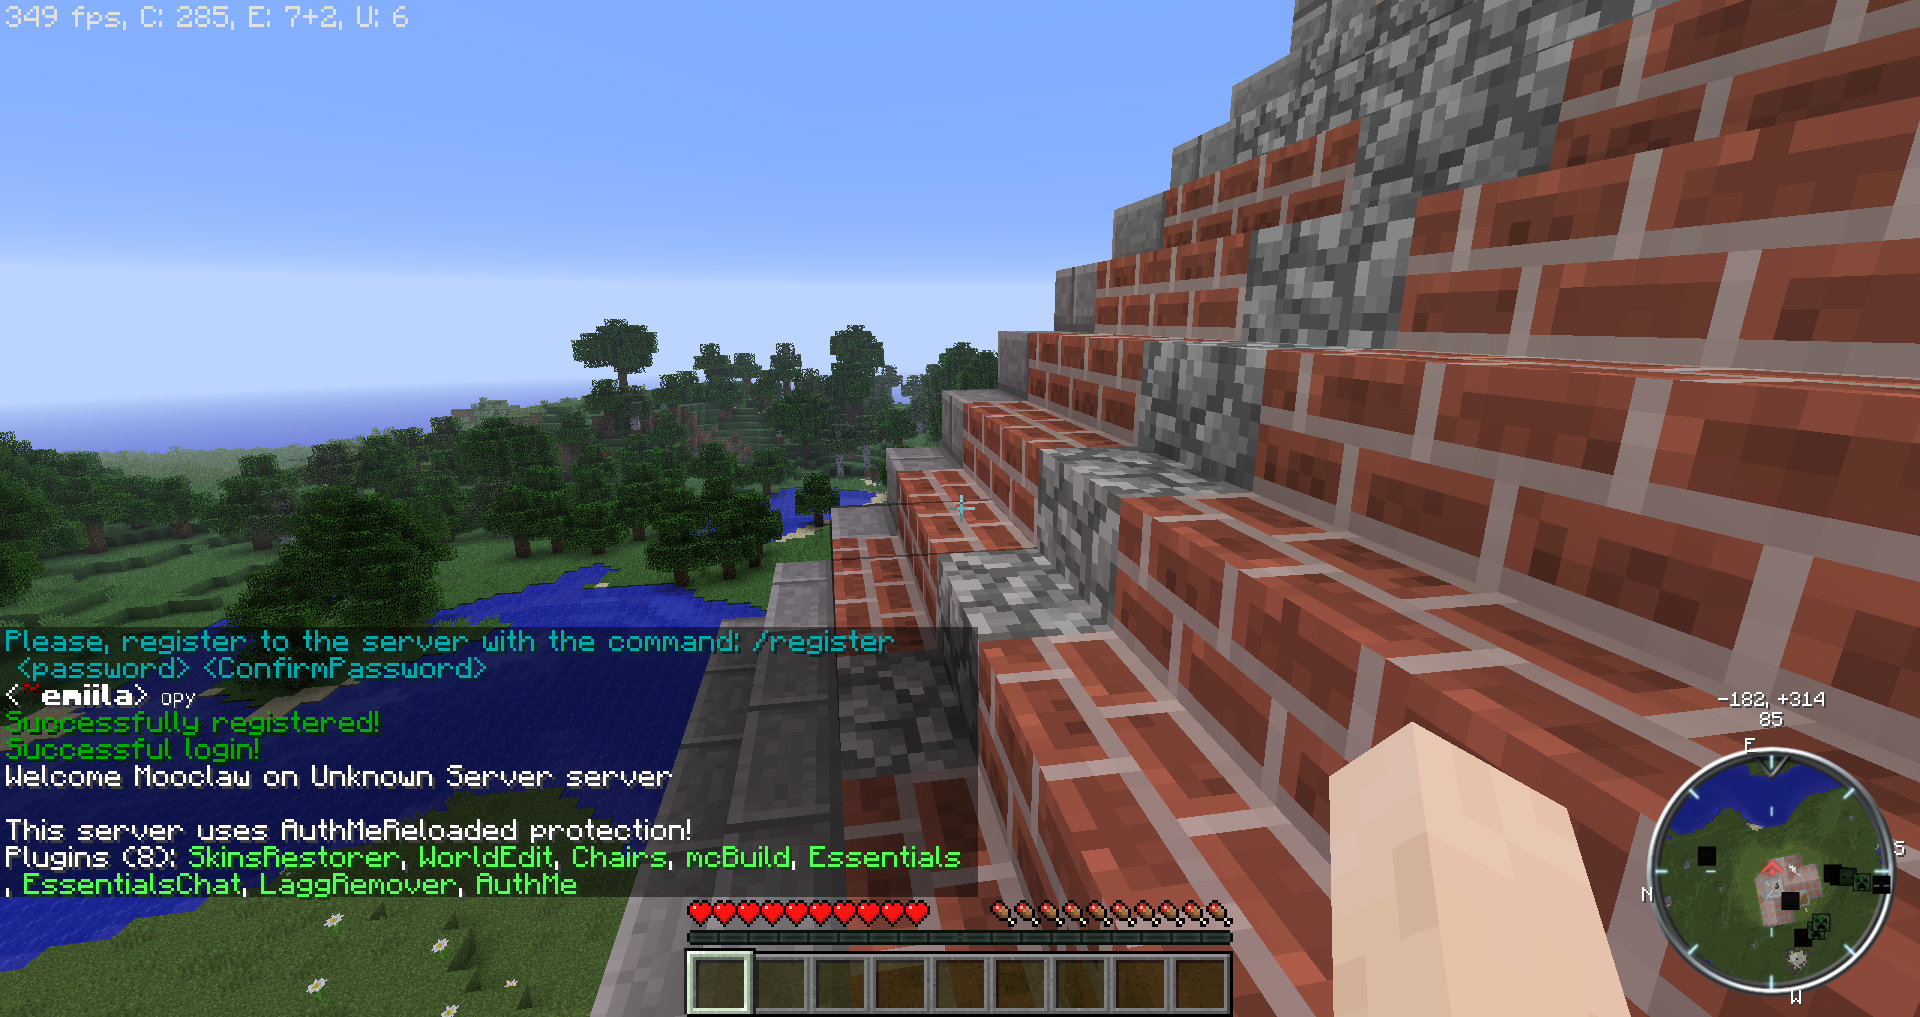 349 fps, C: 285, E: 7+2, U: 6
Please, register to the server with the command: /register
<password> <ConfirmPassword>
<~emiila> opy
Successfully registered!
Successful login!
Welcome Mooclaw on Unknown Server server
This server uses AuthMeReloaded protection!
Plugins (8): SkinsRestorer, WorldEdit, Chairs, mcBuild, Essentials
, EssentialsChat, LaggRemover, AuthMe
-182, +314
85
E
S
N
W